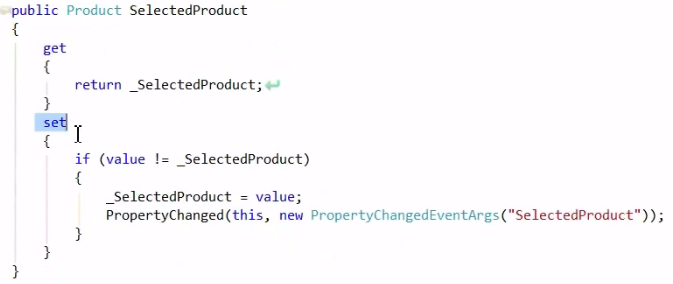 public Product SelectedProduct
{
    get
    {
        return _SelectedProduct;
    }
    set
    {
        if (value != _SelectedProduct)
        {
            _SelectedProduct = value;
            PropertyChanged(this, new PropertyChangedEventArgs("SelectedProduct"));
        }
    }
}